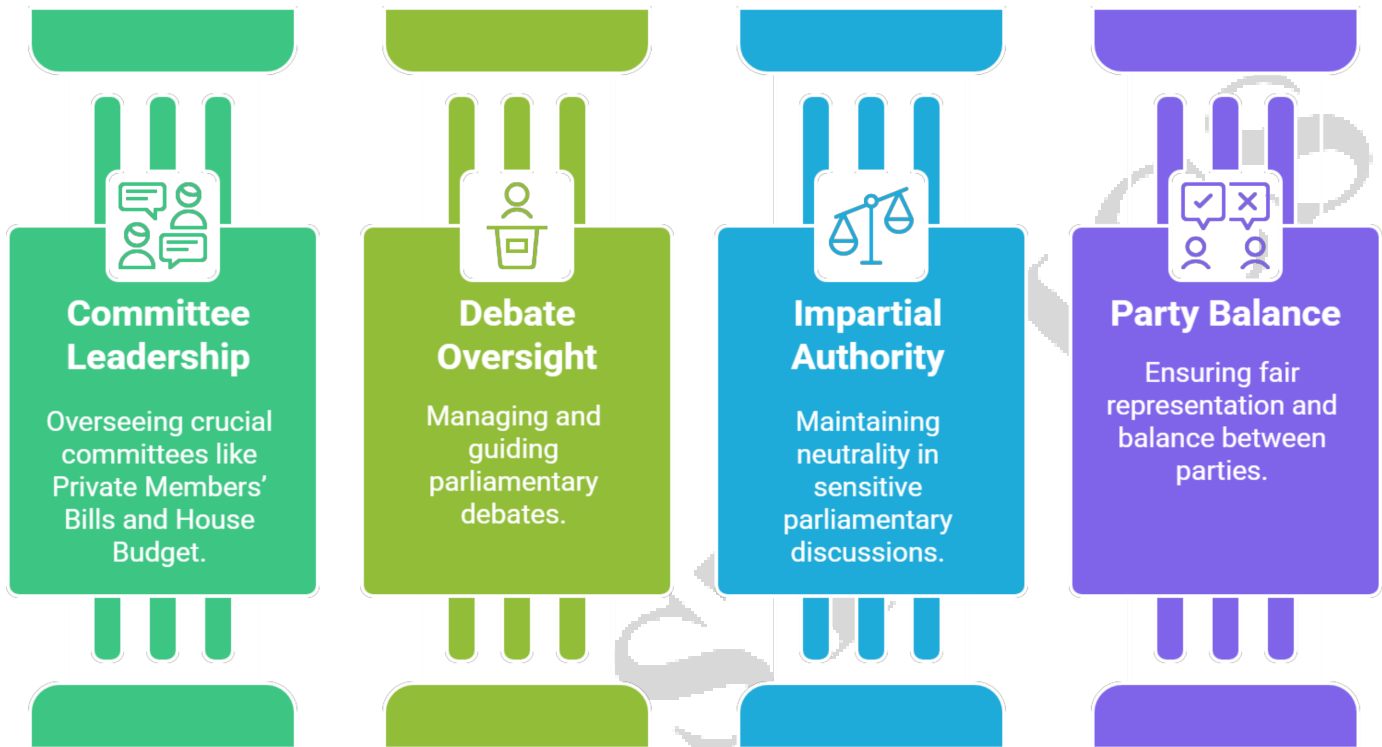 Committee
Leadership
Overseeing crucial
committees like
Private Members’
Bills and House
Budget.
Debate
Oversight
Managing and
guiding
parliamentary
debates.
Impartial
Authority
Maintaining
neutrality in
sensitive
parliamentary
discussions.
Party Balance
Ensuring fair
representation and
balance between
parties.